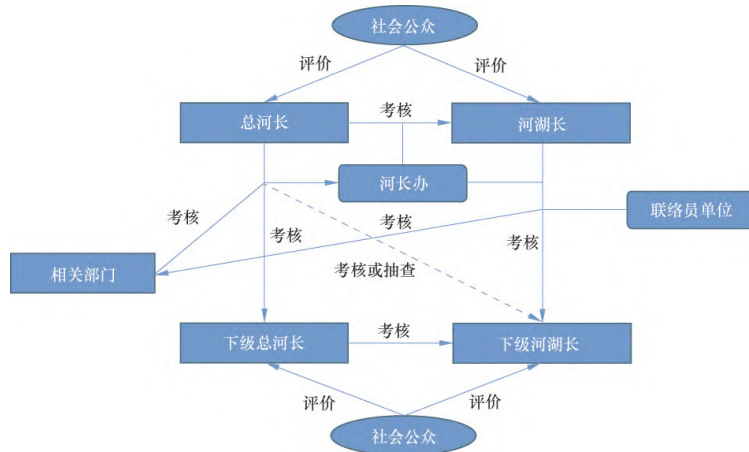 社会公众
评价
评价
总河长
考核
河湖长
河长办
联络员单位
考核
考核
考核
考核
相关部门
考核或抽查
下级总河长
考核
下级河湖长
评价
评价
社会公众